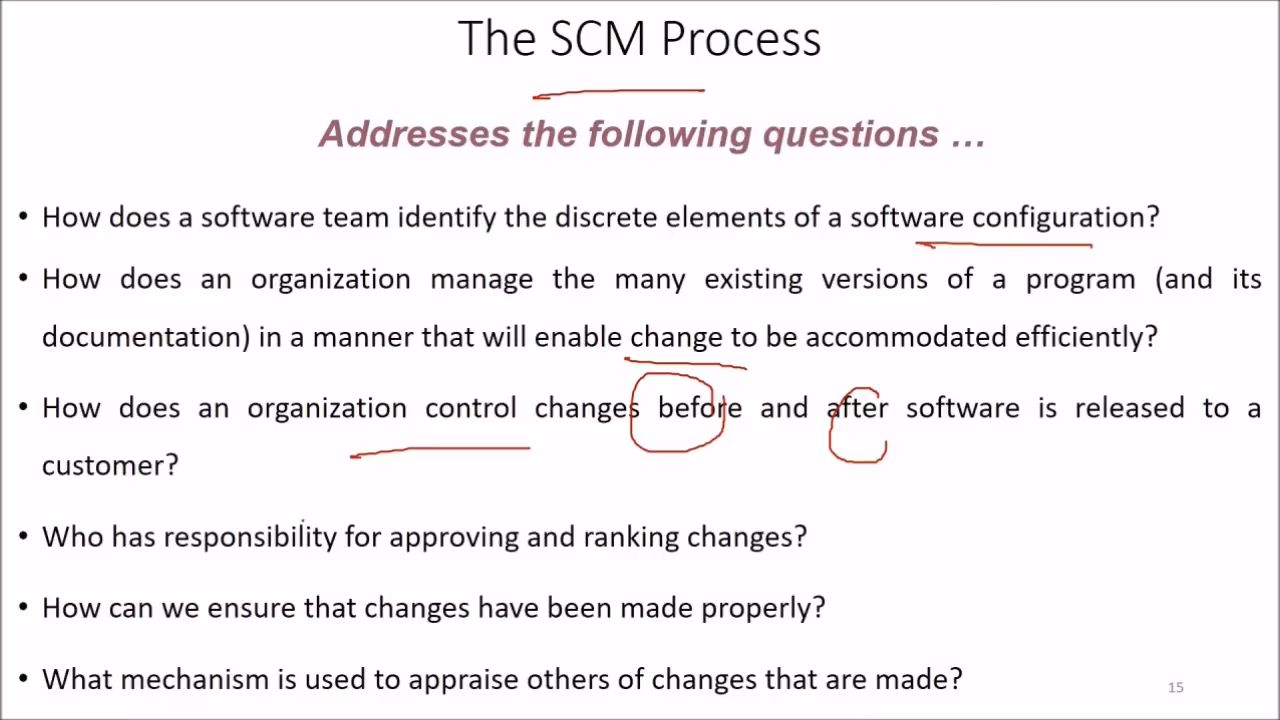 The SCM Process
Addresses the following questions …
• How does a software team identify the discrete elements of a software configuration?
• How does an organization manage the many existing versions of a program (and its
documentation) in a manner that will enable change to be accommodated efficiently?
• How does an organization control changes before and after software is released to a
customer?
• Who has responsibility for approving and ranking changes?
• How can we ensure that changes have been made properly?
• What mechanism is used to appraise others of changes that are made?
15